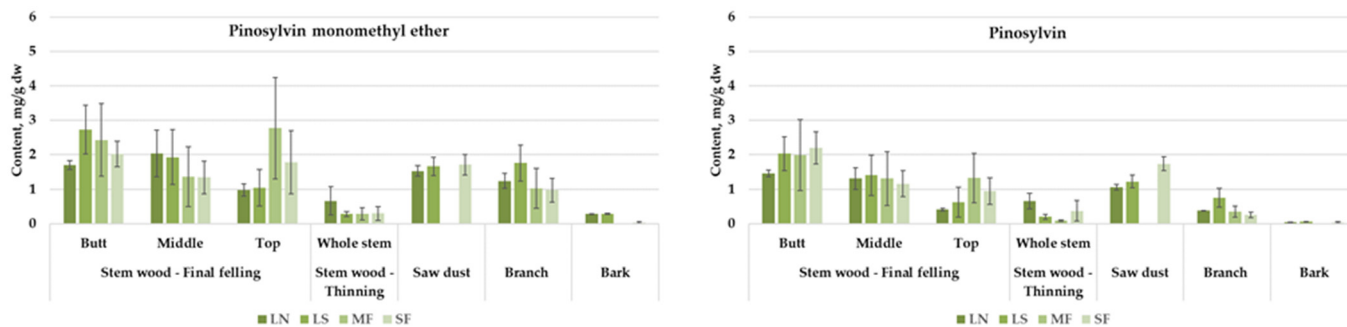 Pinosylvin monomethyl ether
Content, mg/g dw
6
5
4
3
2
1
0
Butt Middle Top Whole stem
Stem wood - Final felling Stem wood - Thinning Saw dust Branch Bark
LN LS MF SF
Pinosylvin
Content, mg/g dw
6
5
4
3
2
1
0
Butt Middle Top Whole stem
Stem wood - Final felling Stem wood - Thinning Saw dust Branch Bark
LN LS MF SF